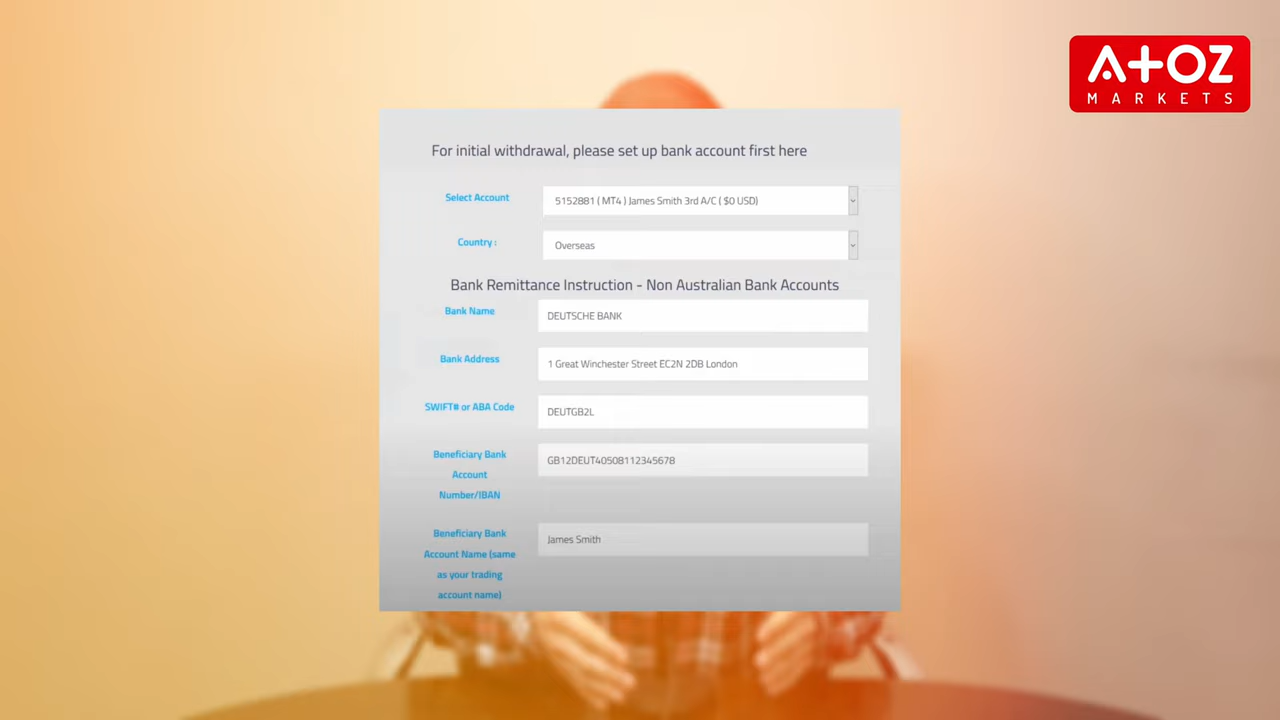 A+OZ
MARKETS
For initial withdrawal, please set up bank account first here
Select Account
5152881 ( MT4 ) James Smith 3rd A/C ( $0 USD)
Country :
Overseas
Bank Remittance Instruction - Non Australian Bank Accounts
Bank Name
DEUTSCHE BANK
Bank Address
1 Great Winchester Street EC2N 2DB London
SWIFT# or ABA Code
DEUTGB2L
Beneficiary Bank
Account
Number/IBAN
GB12DEUT40508112345678
Beneficiary Bank
Account Name (same
as your trading
account name)
James Smith